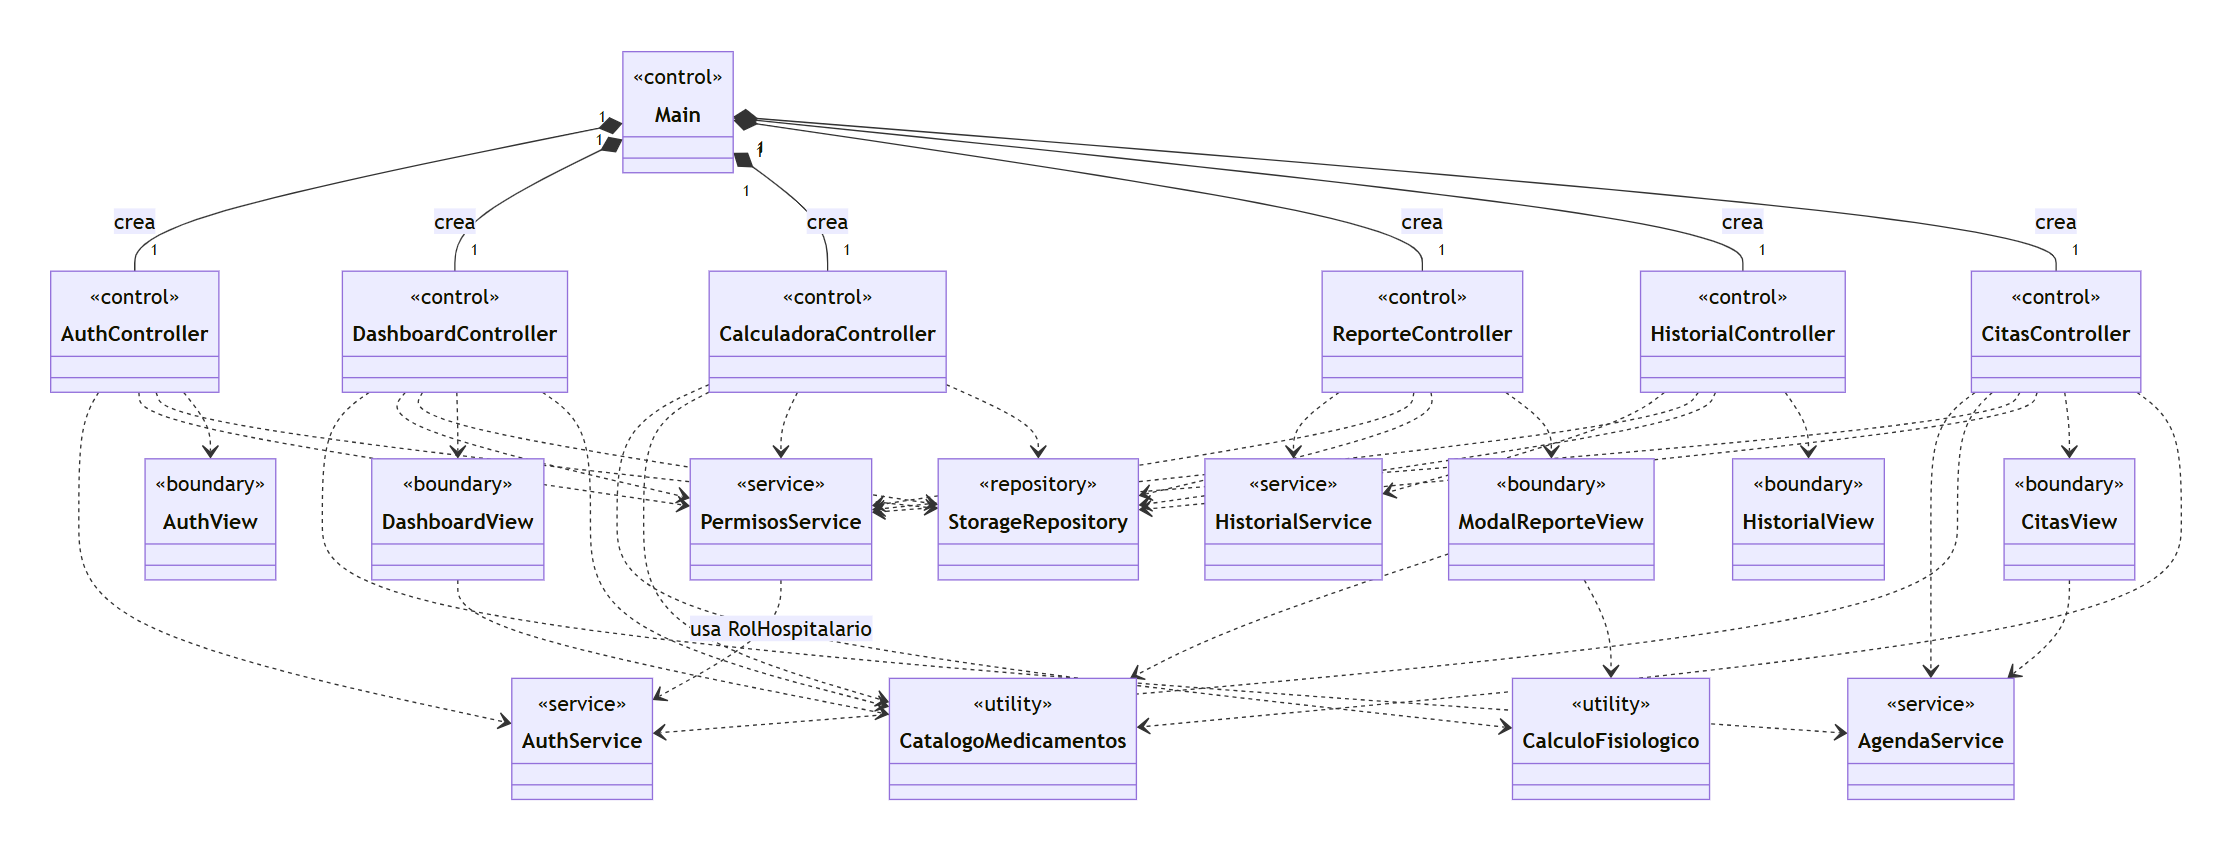 «control»
Main
1
1
1
1
1
crea
crea
crea
crea
crea
crea
1
1
1
1
1
1
«control»
AuthController
«control»
DashboardController
«control»
CalculadoraController
«control»
ReporteController
«control»
HistorialController
«control»
CitasController
«boundary»
AuthView
«boundary»
DashboardView
«service»
PermisosService
«repository»
StorageRepository
«service»
HistorialService
«boundary»
ModalReporteView
«boundary»
HistorialView
«boundary»
CitasView
usa RolHospitalario
«service»
AuthService
«utility»
CatalogoMedicamentos
«utility»
CalculoFisiologico
«service»
AgendaService